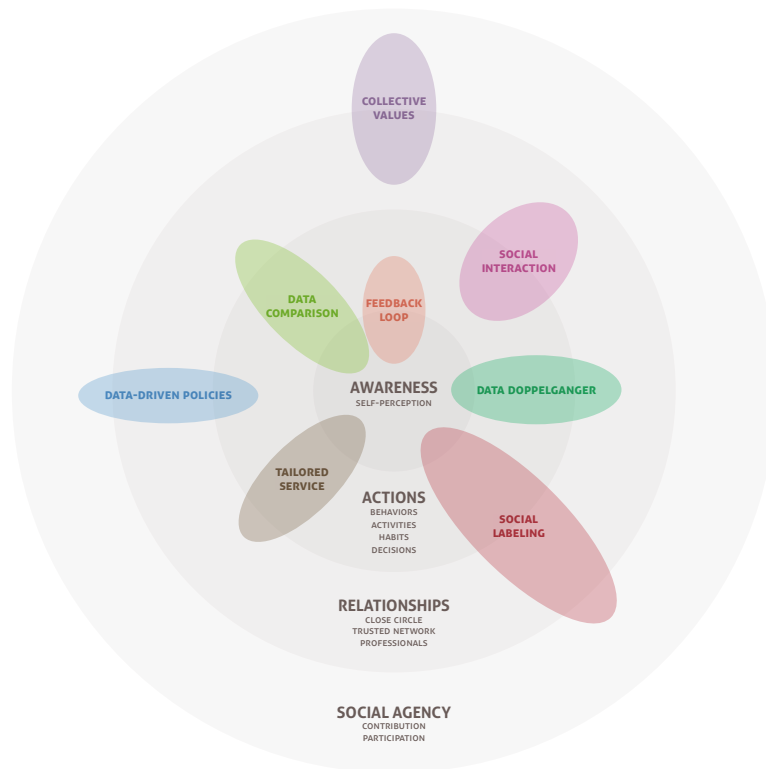 COLLECTIVE
VALUES
SOCIAL
INTERACTION
DATA
COMPARISON
FEEDBACK
LOOP
AWARENESS
SELF-PERCEPTION
DATA-DRIVEN POLICIES
DATA DOPPELGANGER
TAILORED
SERVICE
ACTIONS
BEHAVIORS
ACTIVITIES
HABITS
DECISIONS
SOCIAL
LABELING
RELATIONSHIPS
CLOSE CIRCLE
TRUSTED NETWORK
PROFESSIONALS
SOCIAL AGENCY
CONTRIBUTION
PARTICIPATION